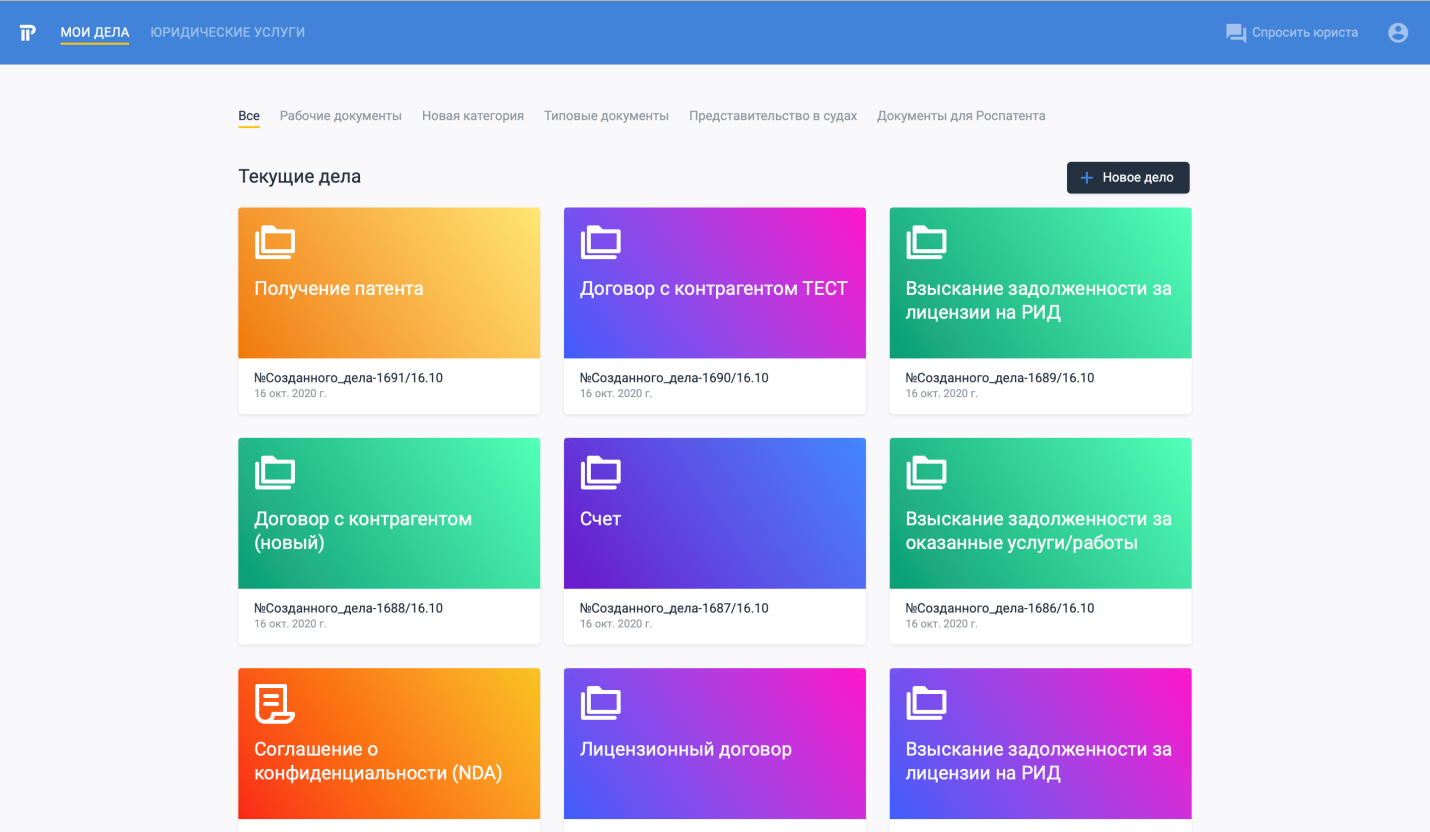 МОИ ДЕЛА
ЮРИДИЧЕСКИЕ УСЛУГИ
Спросить юриста
Все
Рабочие документы
Новая категория
Типовые документы
Представительство в судах
Документы для Роспатента
Текущие дела
Новое дело
Получение патента
№Созданного_дела-1691/16.10
16 окт. 2020 г.
Договор с контрагентом ТЕСТ
№Созданного_дела-1690/16.10
16 окт. 2020 г.
Взыскание задолженности за
лицензии на РИД
№Созданного_дела-1689/16.10
16 окт. 2020 г.
Договор с контрагентом
(новый)
№Созданного_дела-1688/16.10
16 окт. 2020 г.
Счет
№Созданного_дела-1687/16.10
16 окт. 2020 г.
Взыскание задолженности за
оказанные услуги/работы
№Созданного_дела-1686/16.10
16 окт. 2020 г.
Соглашение о
конфиденциальности (NDA)
Лицензионный договор
Взыскание задолженности за
лицензии на РИД